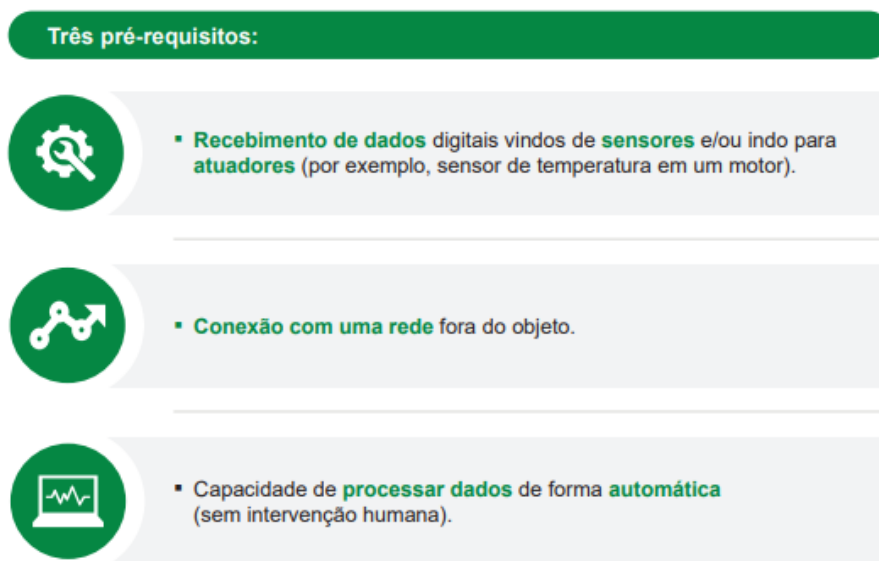 Três pré-requisitos:
▪ Recebimento de dados digitais vindos de sensores e/ou indo para
atuadores (por exemplo, sensor de temperatura em um motor).
▪ Conexão com uma rede fora do objeto.
▪ Capacidade de processar dados de forma automática
(sem intervenção humana).